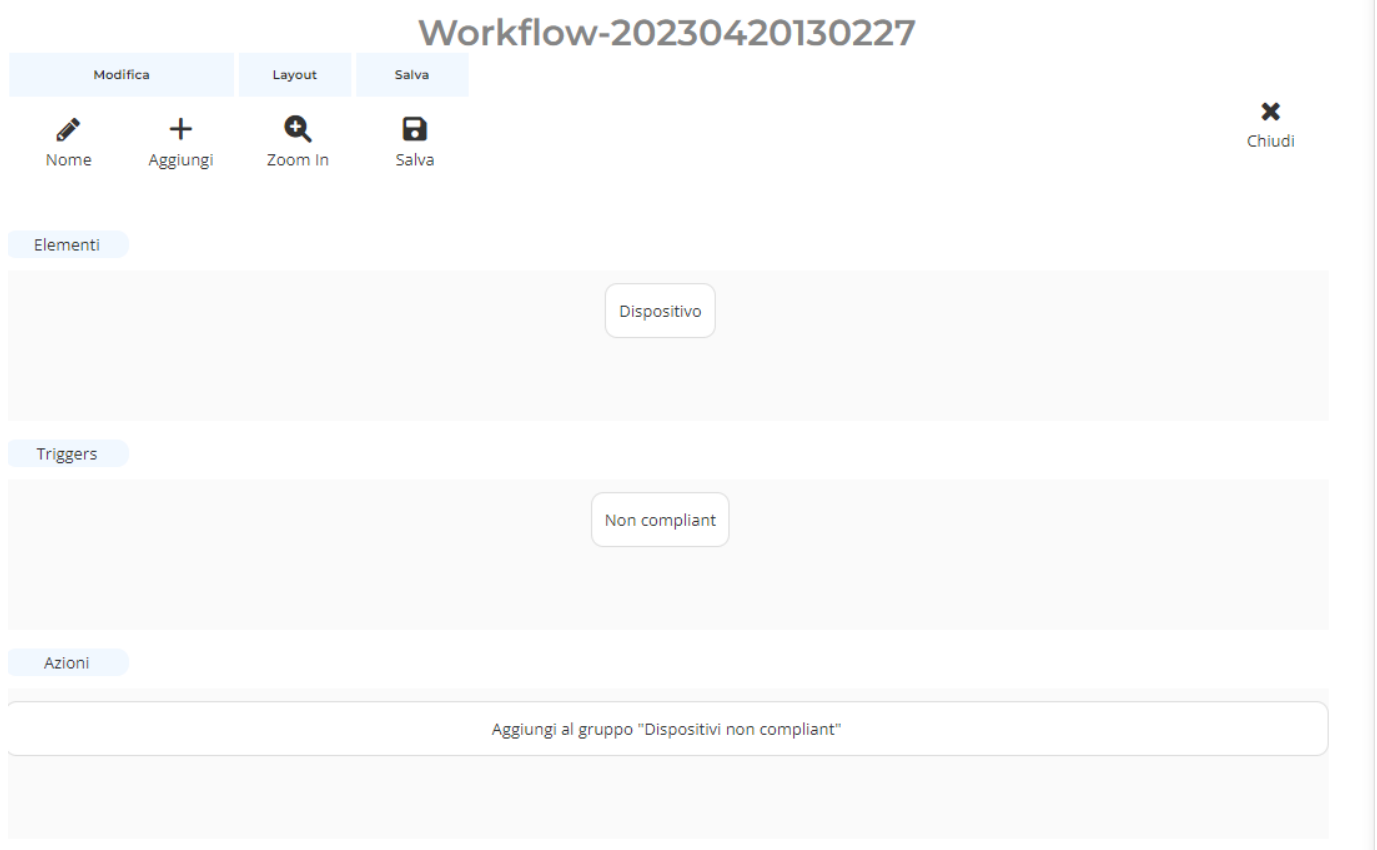 Workflow-20230420130227
Modifica Layout Salva
Nome Aggiungi Zoom In Salva
Chiudi
Elementi
Dispositivo
Triggers
Non compliant
Azioni
Aggiungi al gruppo "Dispositivi non compliant"